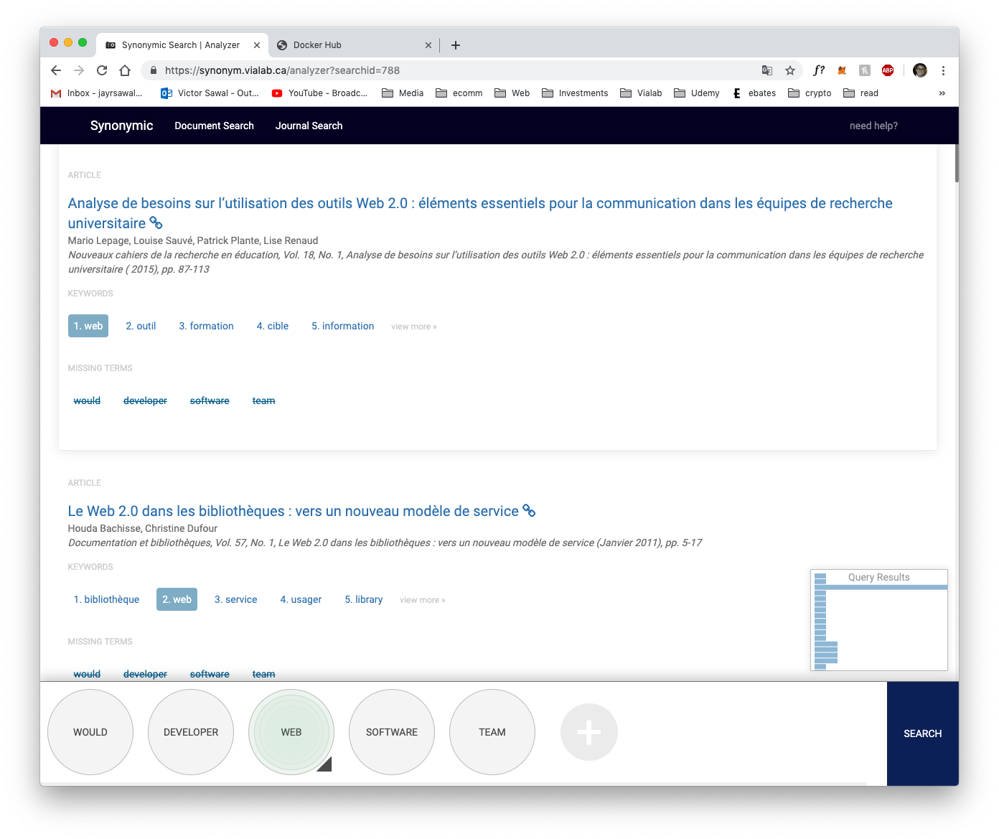 Synonymic Search | Analyzer
Docker Hub
https://synonym.vialab.ca/analyzer?searchid=788
f?
ABP
Inbox - jayrsawal...
Victor Sawal - Out...
YouTube - Broadc...
Media
ecomm
Web
Investments
Vialab
Udemy
ebates
crypto
read
»
Synonymic
Document Search
Journal Search
need help?
ARTICLE
Analyse de besoins sur l’utilisation des outils Web 2.0 : éléments essentiels pour la communication dans les équipes de recherche
universitaire
Mario Lepage, Louise Sauvé, Patrick Plante, Lise Renaud
Nouveaux cahiers de la recherche en éducation, Vol. 18, No. 1, Analyse de besoins sur l’utilisation des outils Web 2.0 : éléments essentiels pour la communication dans les équipes de recherche
universitaire ( 2015), pp. 87-113
KEYWORDS
1. web 2. outil 3. formation 4. cible 5. information view more »
MISSING TERMS
would developer software team
ARTICLE
Le Web 2.0 dans les bibliothèques : vers un nouveau modèle de service
Houda Bachisse, Christine Dufour
Documentation et bibliothèques, Vol. 57, No. 1, Le Web 2.0 dans les bibliothèques : vers un nouveau modèle de service (Janvier 2011), pp. 5-17
KEYWORDS
1. bibliothèque 2. web 3. service 4. usager 5. library view more »
MISSING TERMS
would developer software team
Query Results
WOULD
DEVELOPER
WEB
SOFTWARE
TEAM
SEARCH